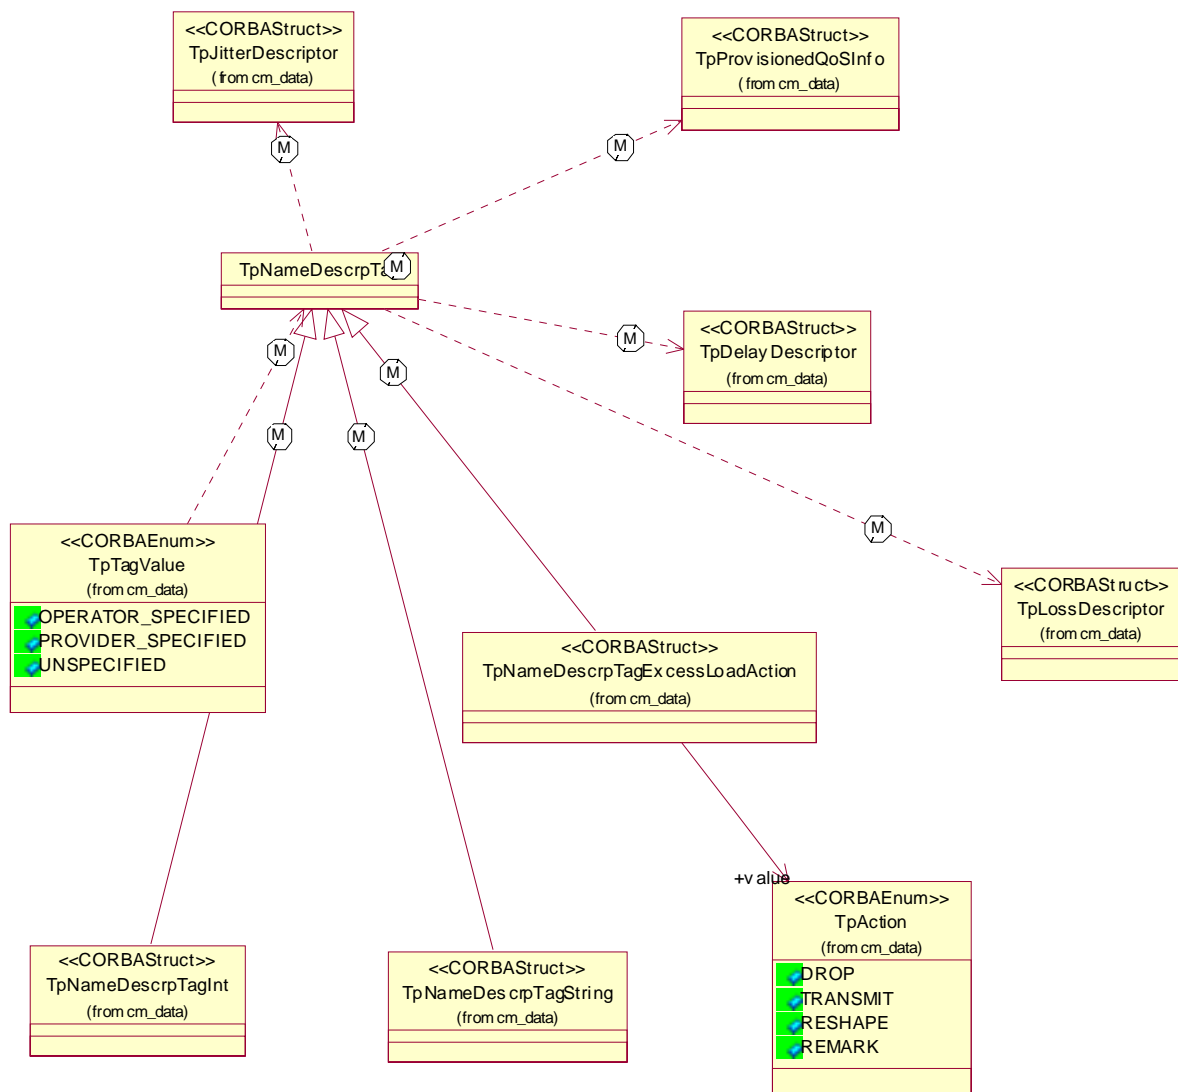 <<CORBAStruct>>
TpJitterDescriptor
(from cm_data)
<<CORBAStruct>>
TpProvisionedQoSInfo
(from cm_data)
M
M
TpNameDescrpTa
M
<<CORBAStruct>>
TpDelayDescriptor
(from cm_data)
M
M
M
M
M
<<CORBAEnum>>
TpTagValue
(from cm_data)
OPERATOR_SPECIFIED
PROVIDER_SPECIFIED
UNSPECIFIED
M
<<CORBAStruct>>
TpLossDescriptor
(from cm_data)
<<CORBAStruct>>
TpNameDescrpTagExcessLoadAction
(from cm_data)
+value
<<CORBAEnum>>
TpAction
(from cm_data)
DROP
TRANSMIT
RESHAPE
REMARK
<<CORBAStruct>>
TpNameDescrpTagInt
(from cm_data)
<<CORBAStruct>>
TpNameDescrpTagString
(from cm_data)